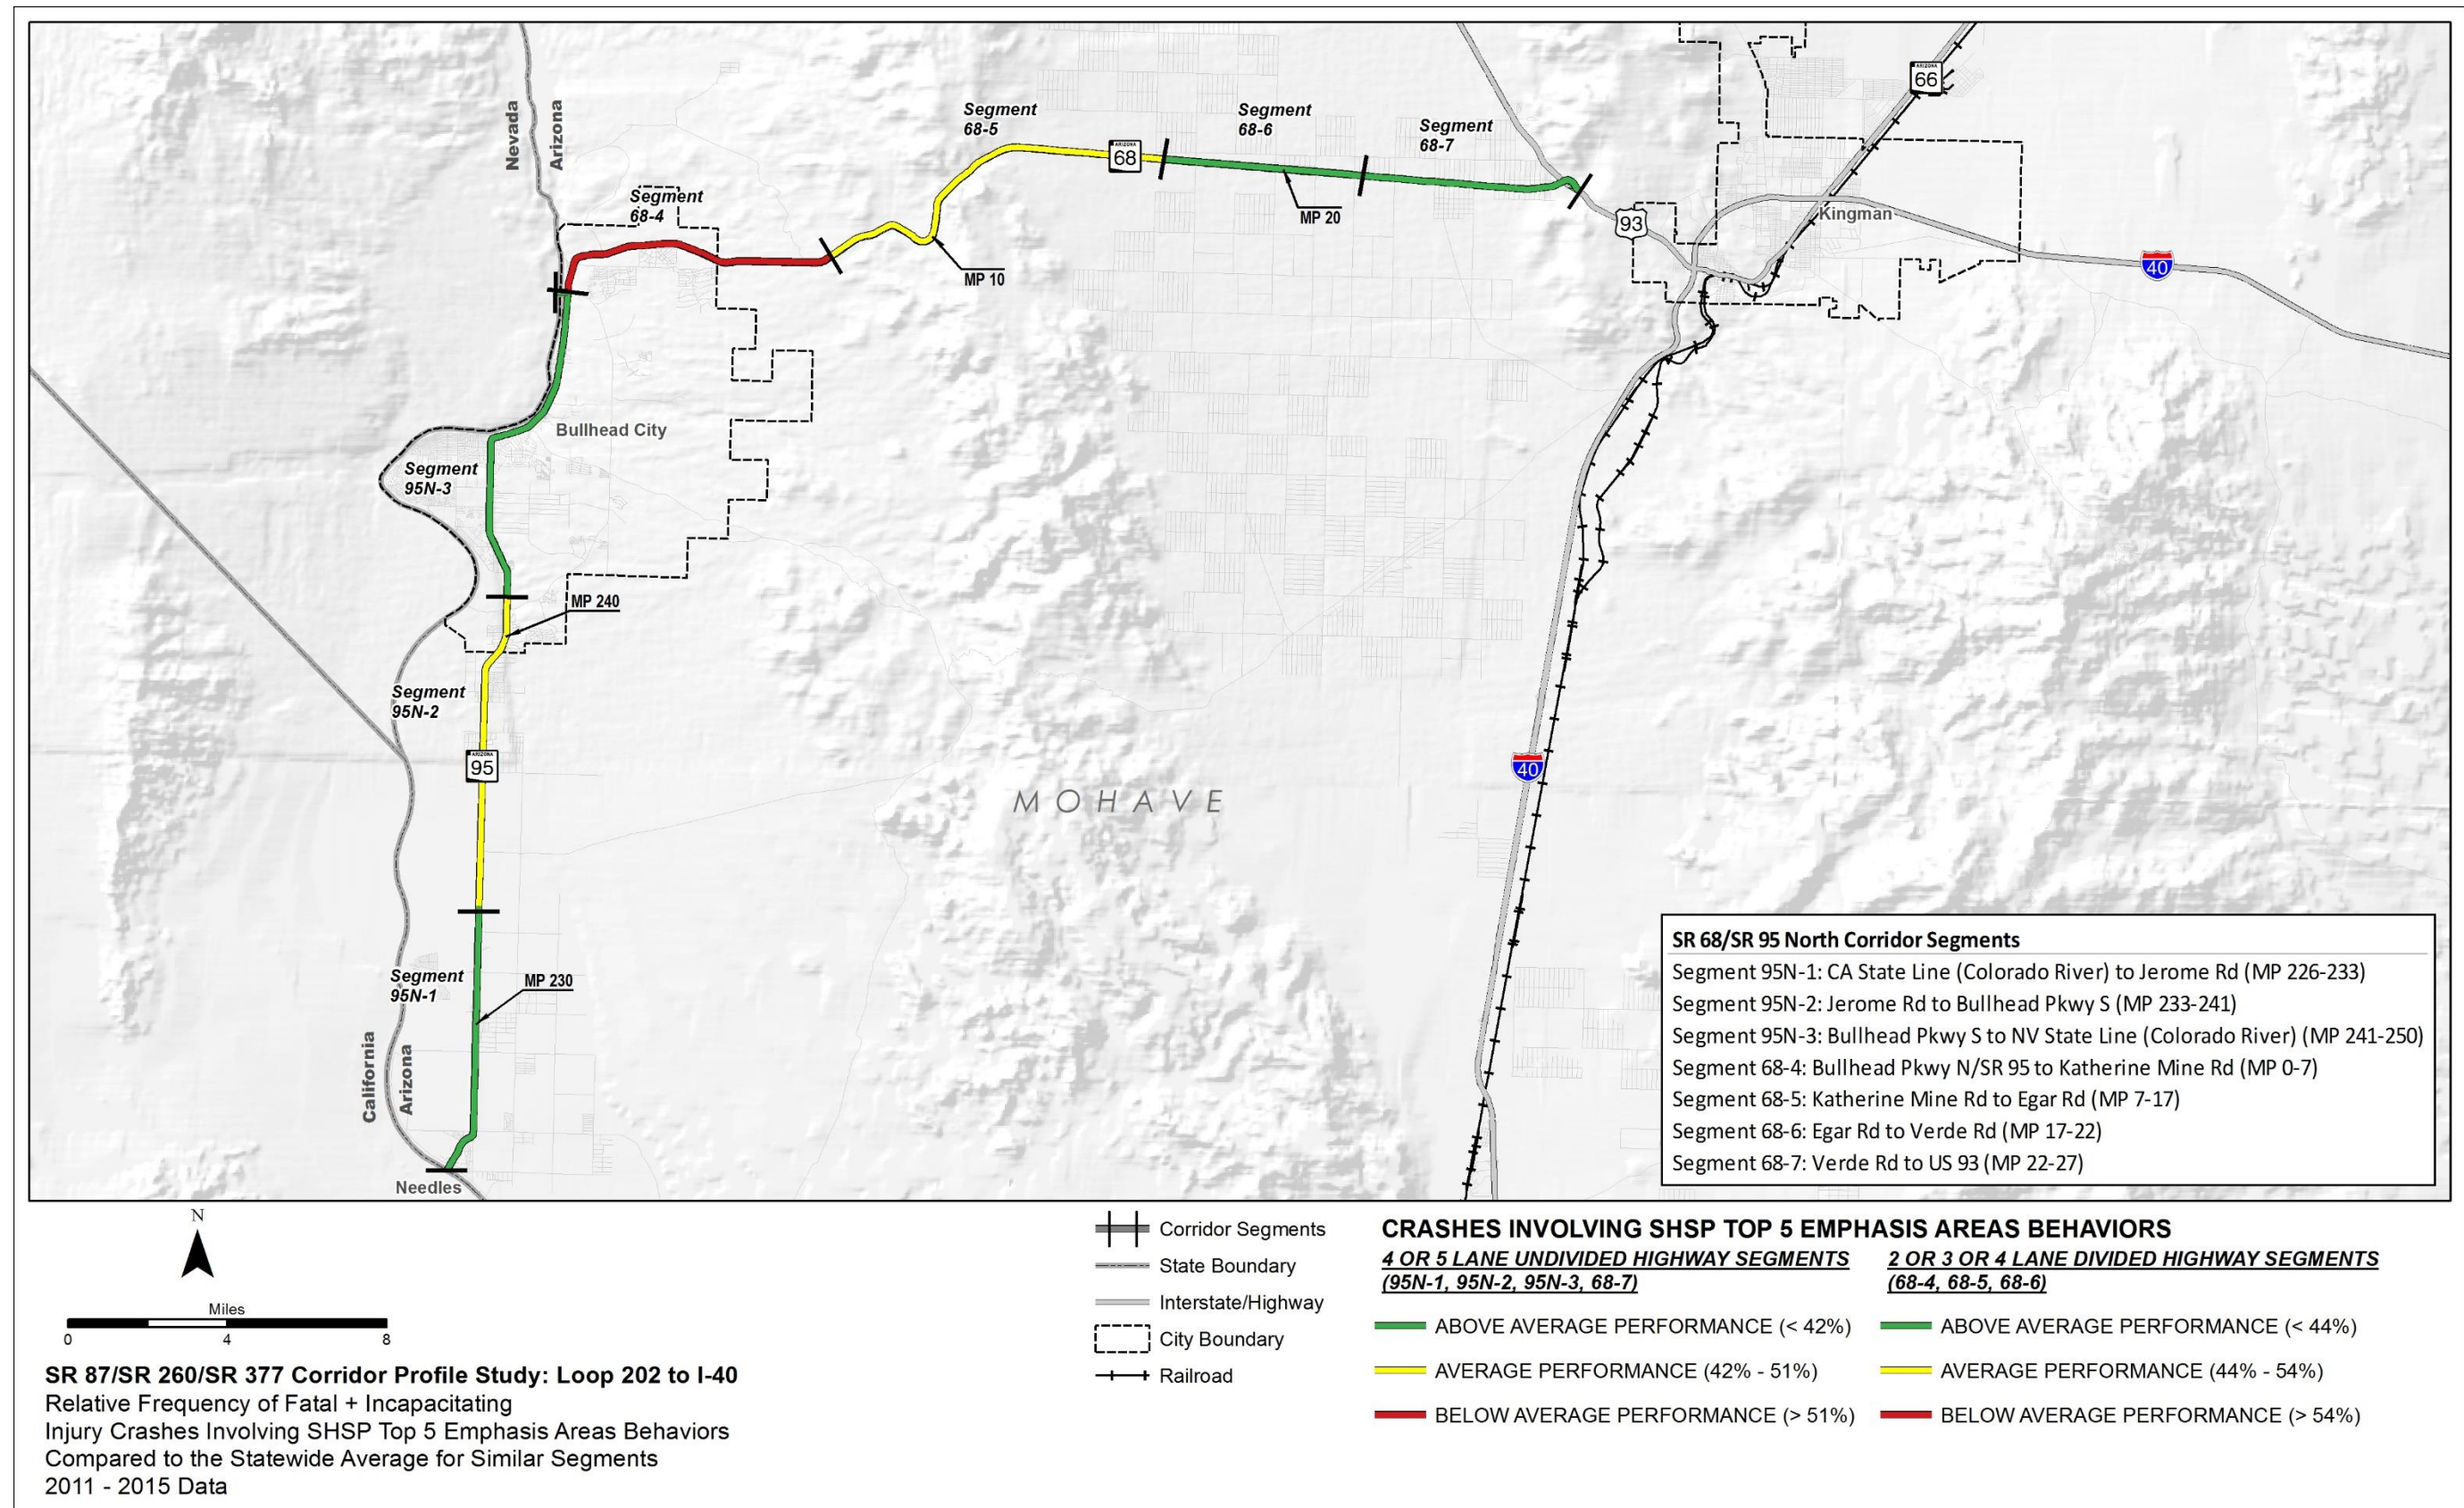 Nevada
Arizona
Segment
68-4
Segment
68-5
Segment
68-6
Segment
68-7
ARIZONA
68
ARIZONA
66
MP 10
MP 20
93
Kingman
40
Bullhead City
Segment
95N-3
MP 240
Segment
95N-2
ARIZONA
95
MOHAVE
40
Segment
95N-1
MP 230
California
Arizona
Needles
SR 68/SR 95 North Corridor Segments
Segment 95N-1: CA State Line (Colorado River) to Jerome Rd (MP 226-233)
Segment 95N-2: Jerome Rd to Bullhead Pkwy S (MP 233-241)
Segment 95N-3: Bullhead Pkwy S to NV State Line (Colorado River) (MP 241-250)
Segment 68-4: Bullhead Pkwy N/SR 95 to Katherine Mine Rd (MP 0-7)
Segment 68-5: Katherine Mine Rd to Egar Rd (MP 7-17)
Segment 68-6: Egar Rd to Verde Rd (MP 17-22)
Segment 68-7: Verde Rd to US 93 (MP 22-27)
N
Miles
0 4 8
SR 87/SR 260/SR 377 Corridor Profile Study: Loop 202 to I-40
Relative Frequency of Fatal + Incapacitating
Injury Crashes Involving SHSP Top 5 Emphasis Areas Behaviors
Compared to the Statewide Average for Similar Segments
2011 - 2015 Data
Corridor Segments
State Boundary
Interstate/Highway
City Boundary
Railroad
CRASHES INVOLVING SHSP TOP 5 EMPHASIS AREAS BEHAVIORS
4 OR 5 LANE UNDIVIDED HIGHWAY SEGMENTS
(95N-1, 95N-2, 95N-3, 68-7)
ABOVE AVERAGE PERFORMANCE (< 42%)
AVERAGE PERFORMANCE (42% - 51%)
BELOW AVERAGE PERFORMANCE (> 51%)
2 OR 3 OR 4 LANE DIVIDED HIGHWAY SEGMENTS
(68-4, 68-5, 68-6)
ABOVE AVERAGE PERFORMANCE (< 44%)
AVERAGE PERFORMANCE (44% - 54%)
BELOW AVERAGE PERFORMANCE (> 54%)